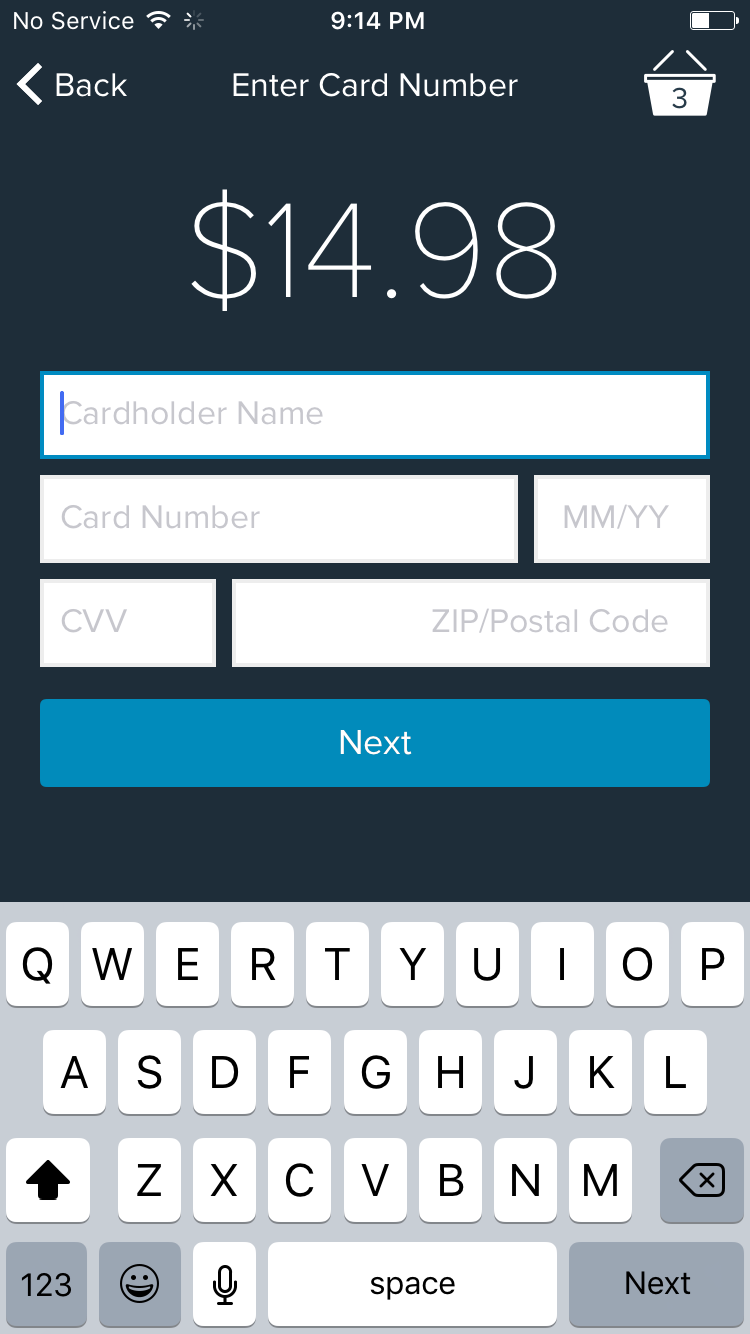 No Service 9:14 PM
Back Enter Card Number 3
$14.98
Cardholder Name
Card Number MM/YY
CVV ZIP/Postal Code
Next
Q W E R T Y U I O P
A S D F G H J K L
Z X C V B N M
123 space Next